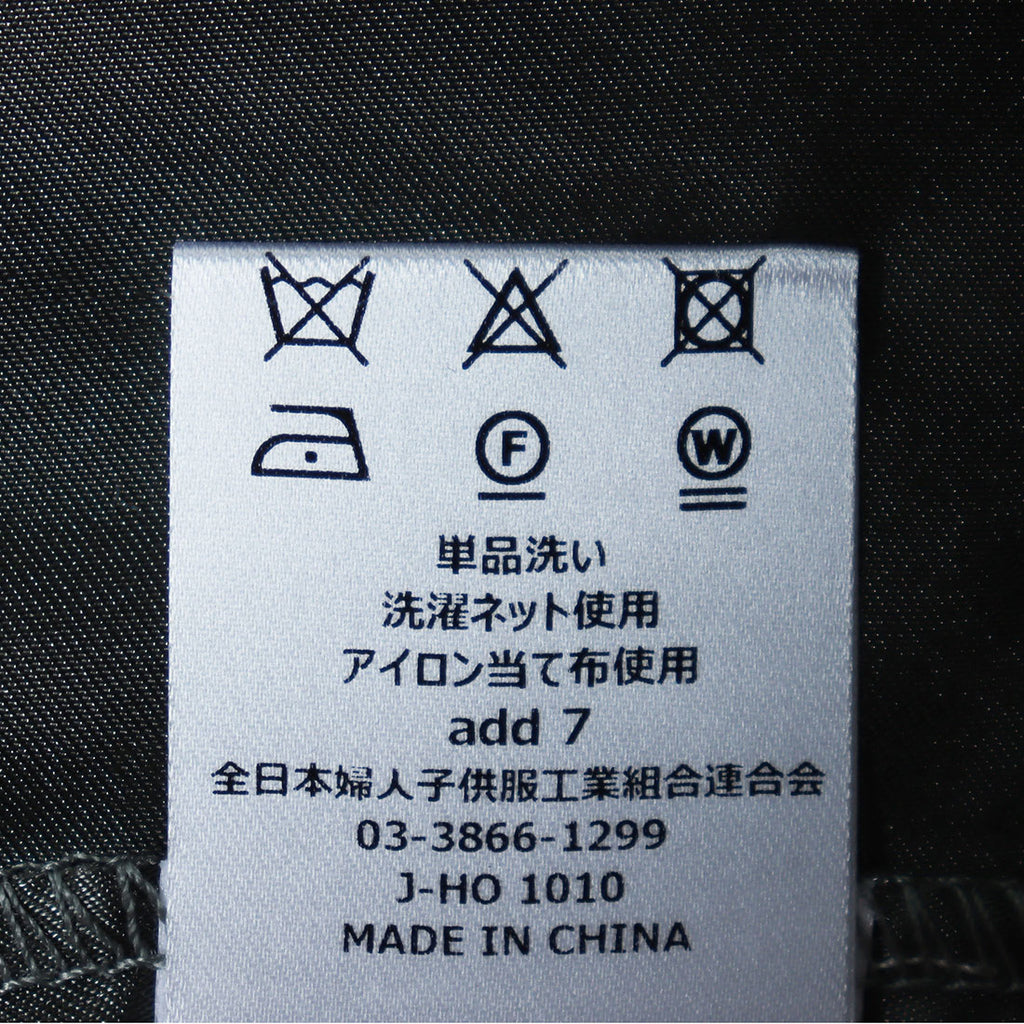 F W
単品洗い
洗濯ネット使用
アイロン当て布使用
add 7
全日本婦人子供服工業組合連合会
03-3866-1299
J-HO 1010
MADE IN CHINA